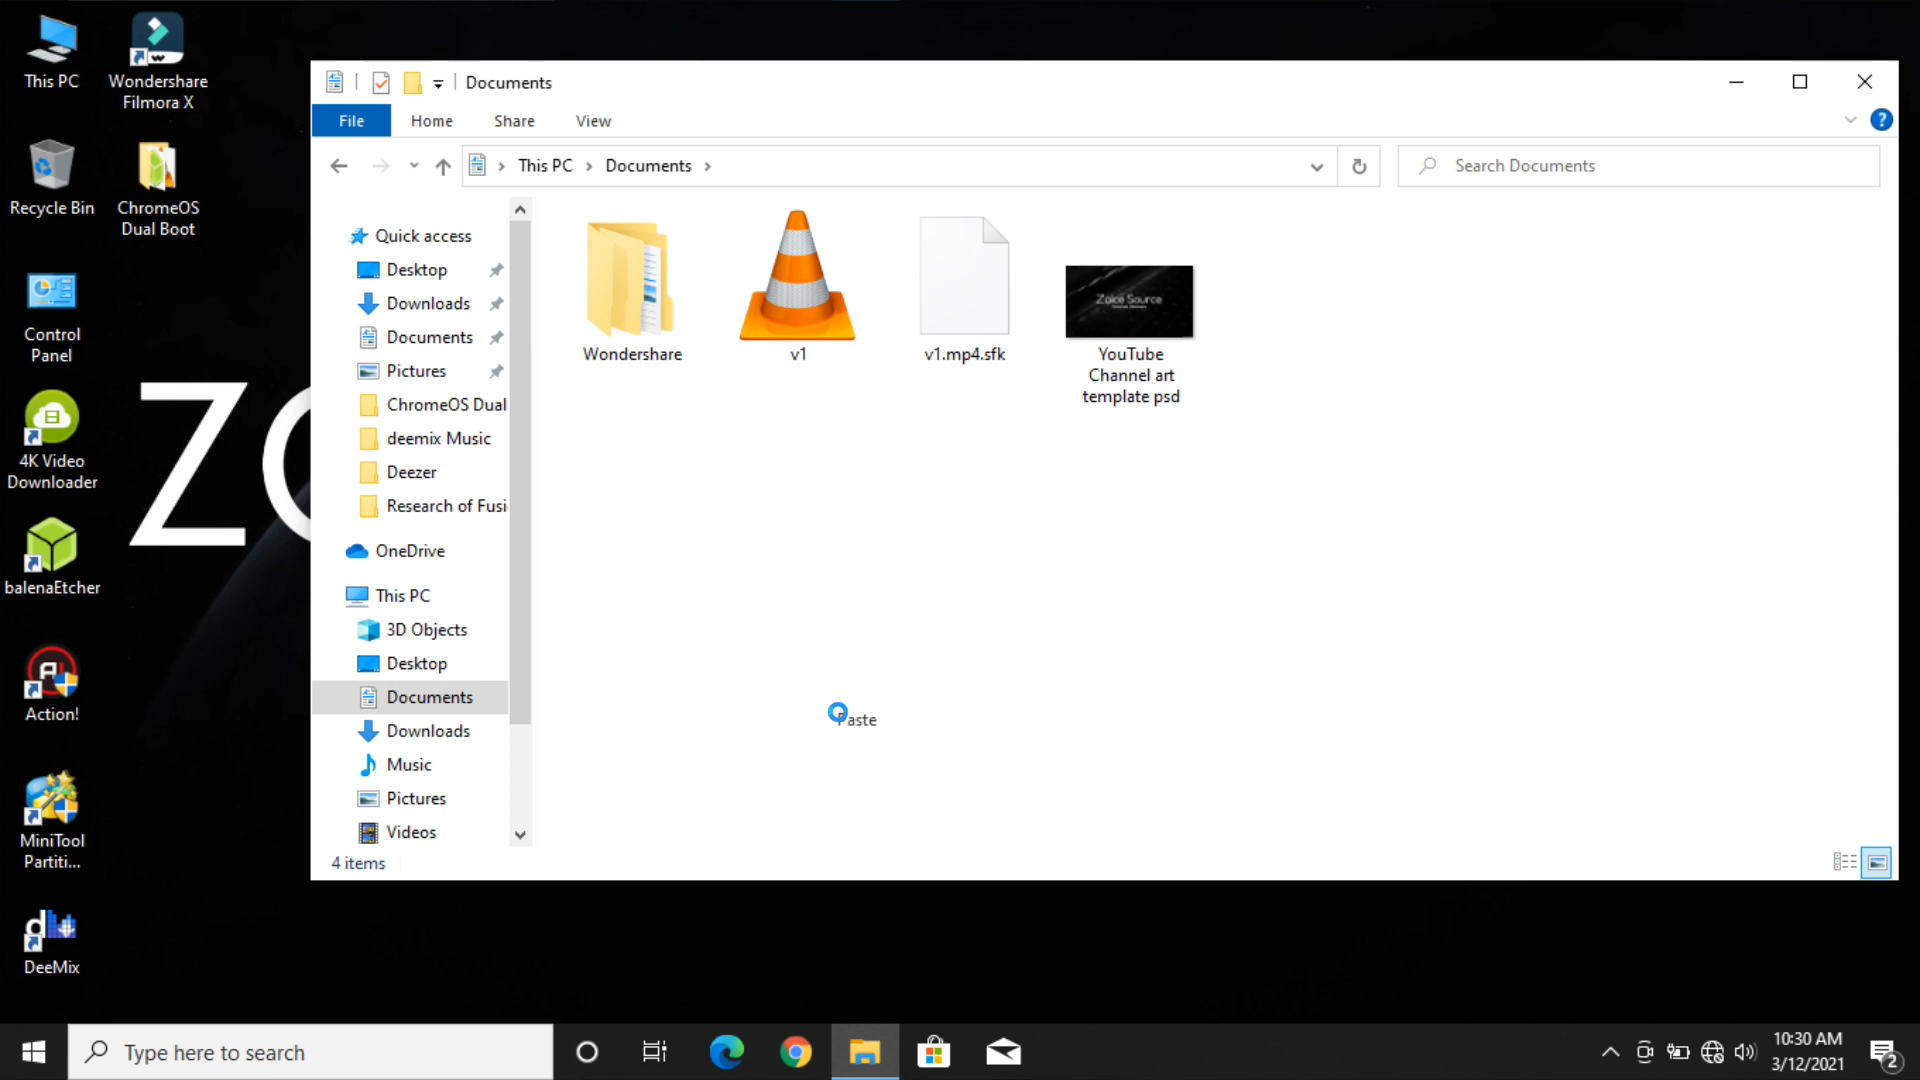 This PC
Wondershare
Filmora X
Recycle Bin
ChromeOS
Dual Boot
Control
Panel
4K Video
Downloader
balenaEtcher
Action!
MiniTool
Partiti...
DeeMix
ZO
Documents
File
Home
Share
View
?
This PC
Documents
Search Documents
Quick access
Desktop
Downloads
Documents
Pictures
ChromeOS Dual
deemix Music
Deezer
Research of Fusi
OneDrive
This PC
3D Objects
Desktop
Documents
Downloads
Music
Pictures
Videos
Wondershare
v1
v1.mp4.sfk
Zoice Source
YouTube
Channel art
template psd
Paste
4 items
Type here to search
10:30 AM
3/12/2021
2